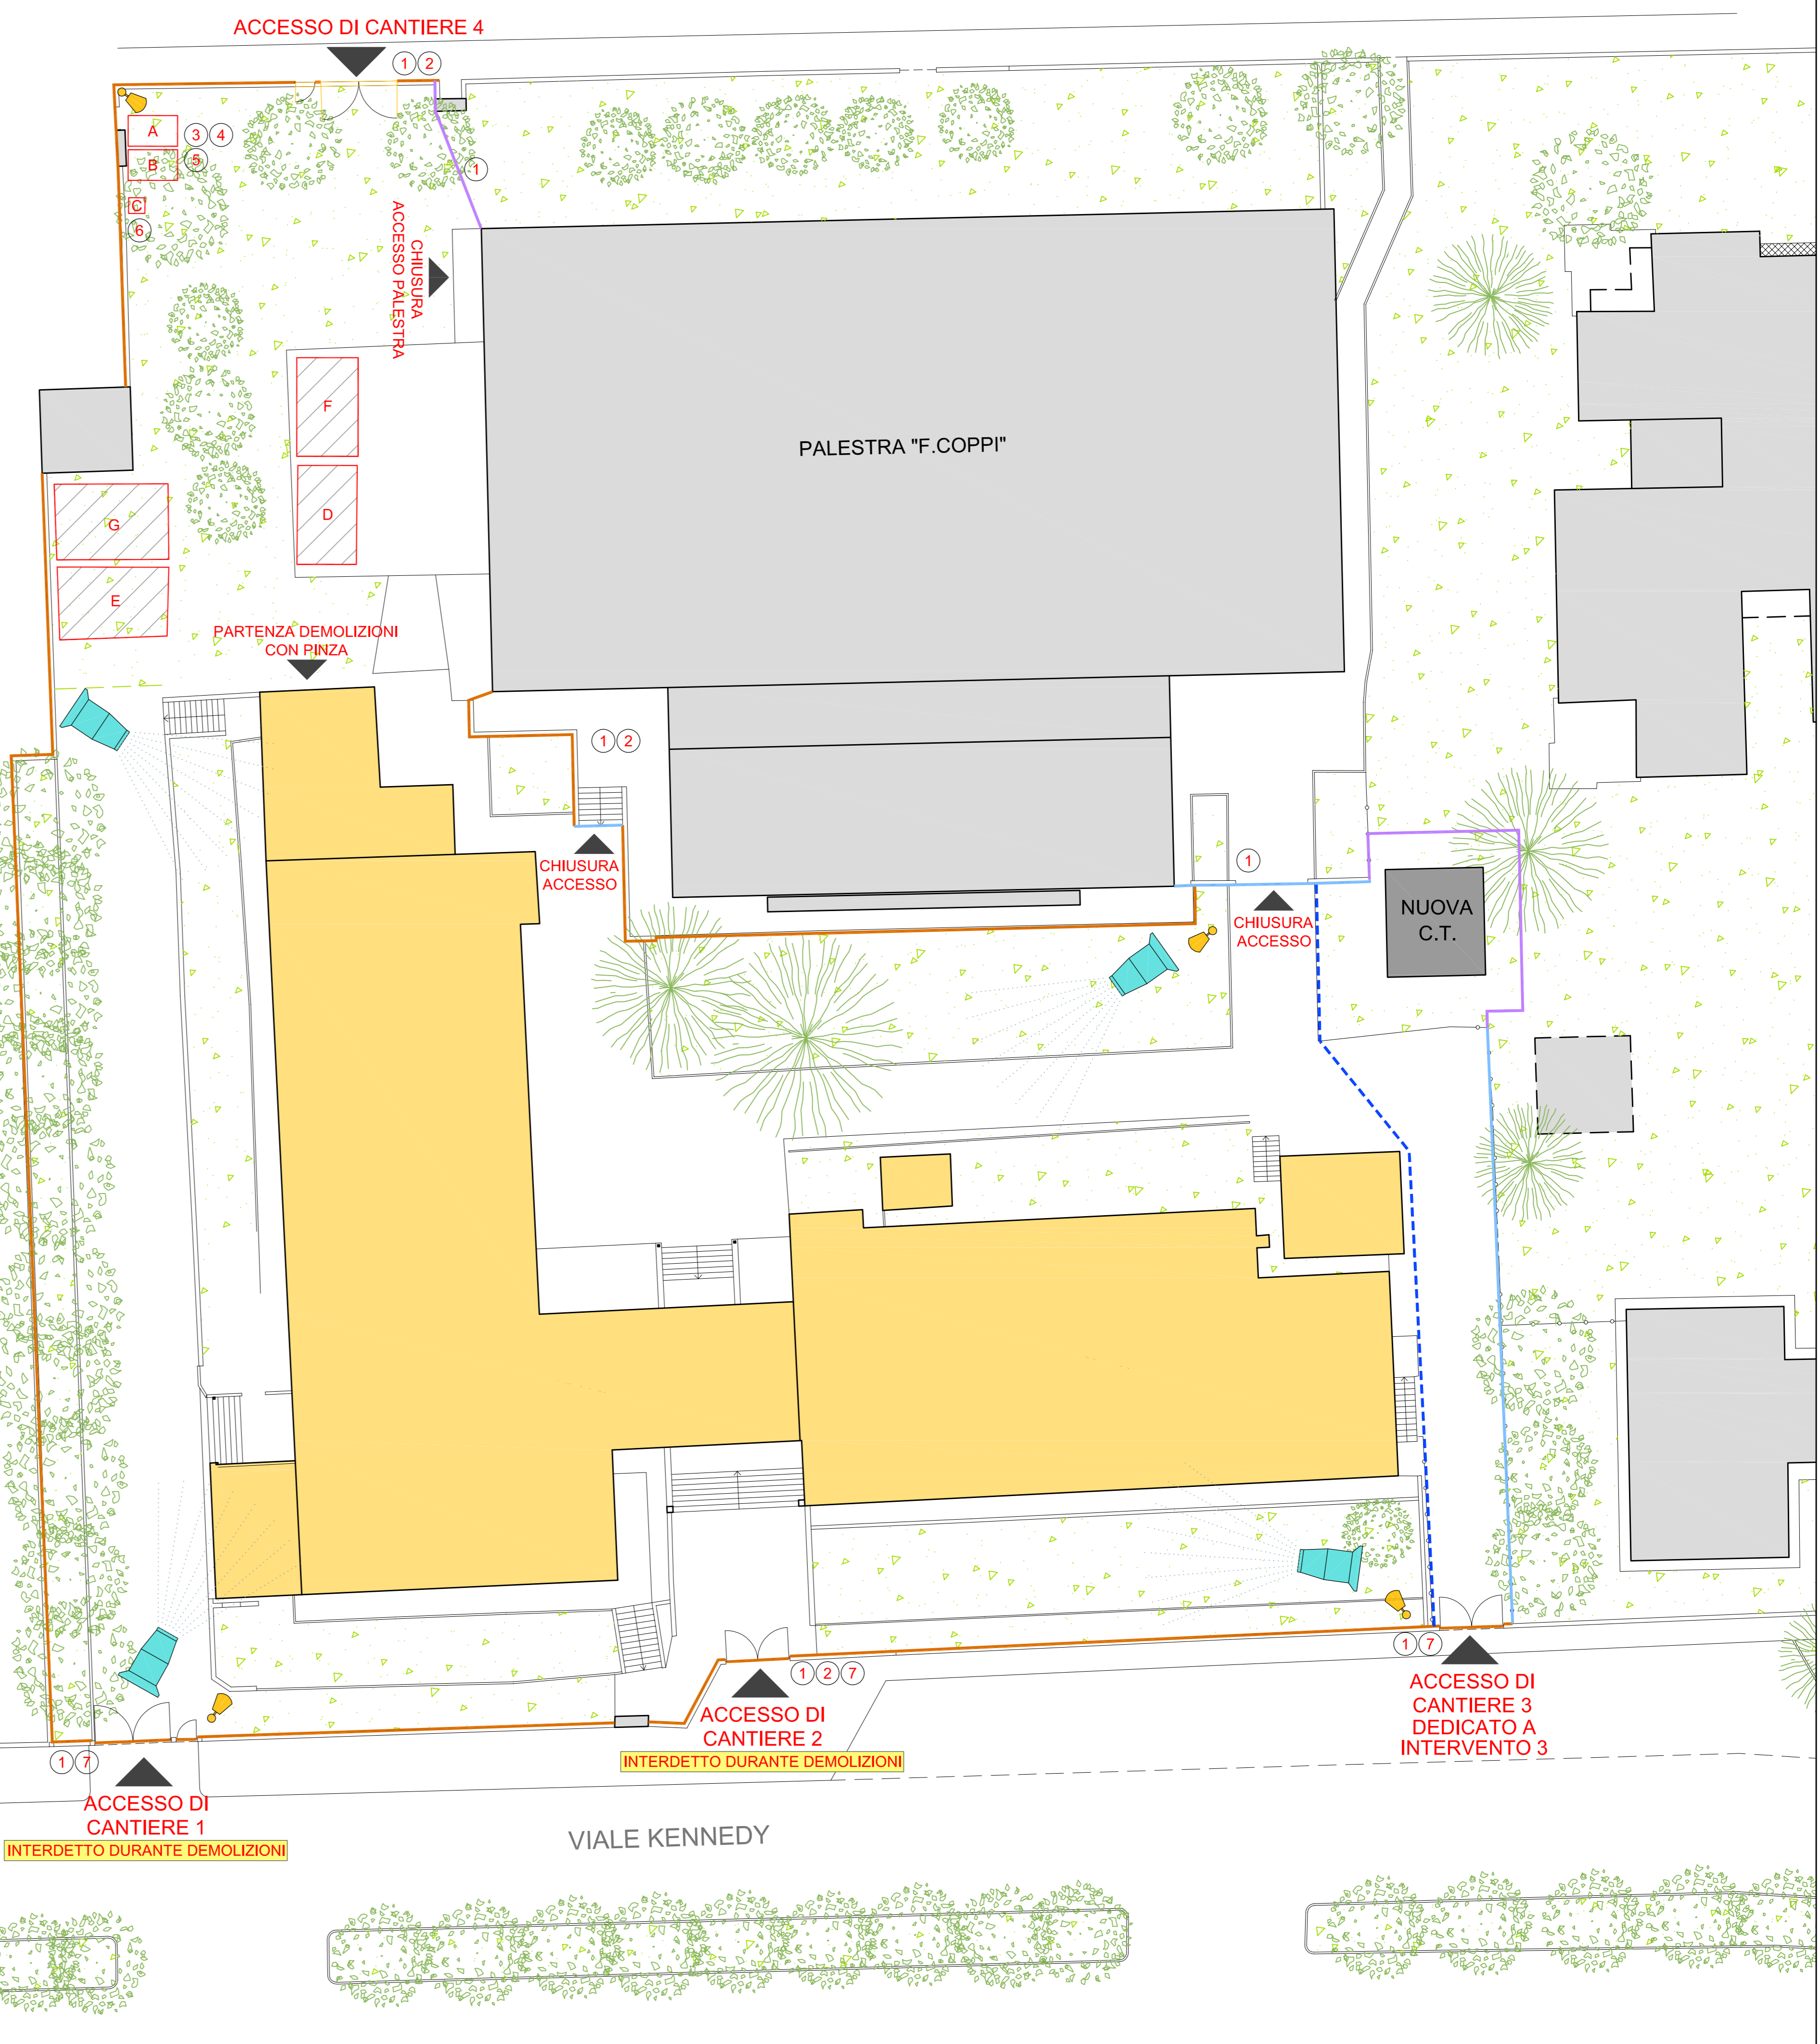 ACCESSO DI CANTIERE 4
1 2
A
3 4
B
5
C
6
1
CHIUSURA
ACCESSO PALESTRA
F
D
G
E
PALESTRA "F.COPPI"
PARTENZA DEMOLIZIONI
CON PINZA
1 2
CHIUSURA
ACCESSO
1
CHIUSURA
ACCESSO
NUOVA
C.T.
1 7
ACCESSO DI
CANTIERE 3
DEDICATO A
INTERVENTO 3
1 2 7
ACCESSO DI
CANTIERE 2
INTERDETTO DURANTE DEMOLIZIONI
1 7
ACCESSO DI
CANTIERE 1
INTERDETTO DURANTE DEMOLIZIONI
VIALE KENNEDY